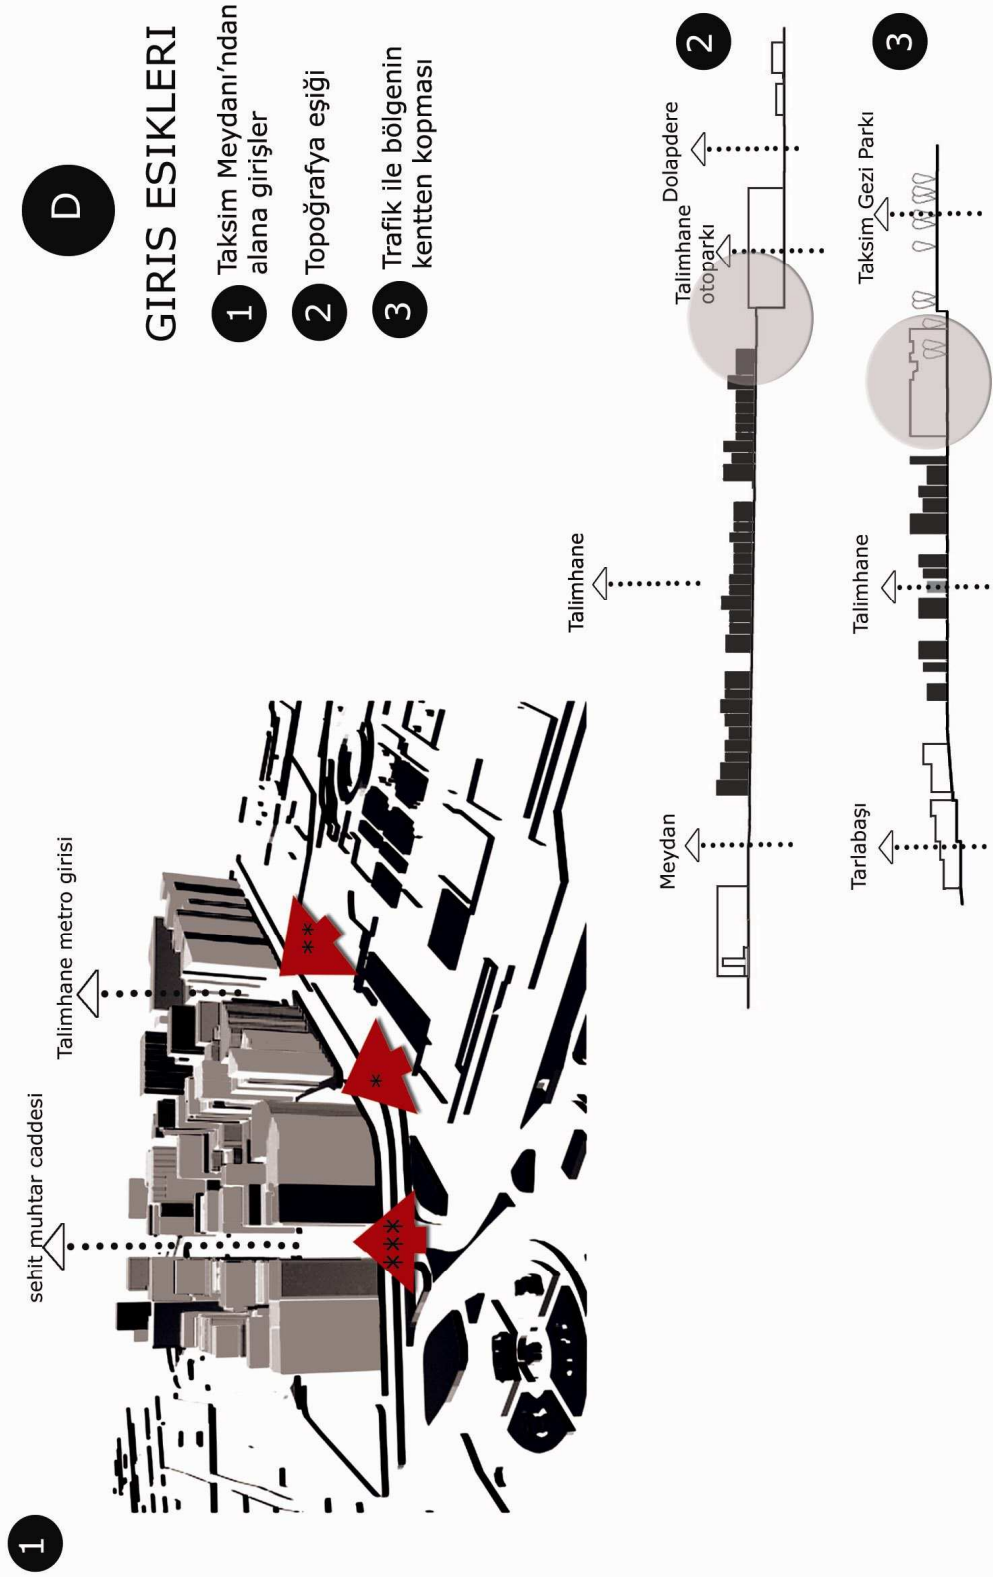 D
GIRIS ESIKLERI
1 Taksim Meydanı'ndan
alana girişler
2 Topoğrafya eşiği
3 Trafik ile bölgenin
kentten kopması
1
sehit muhtar caddesi
Talimhane metro girisi
***
*
**
2
Meydan
Talimhane
Talimhane
otoparkı
Dolapdere
3
Tarlabaşı
Talimhane
Taksim Gezi Parkı